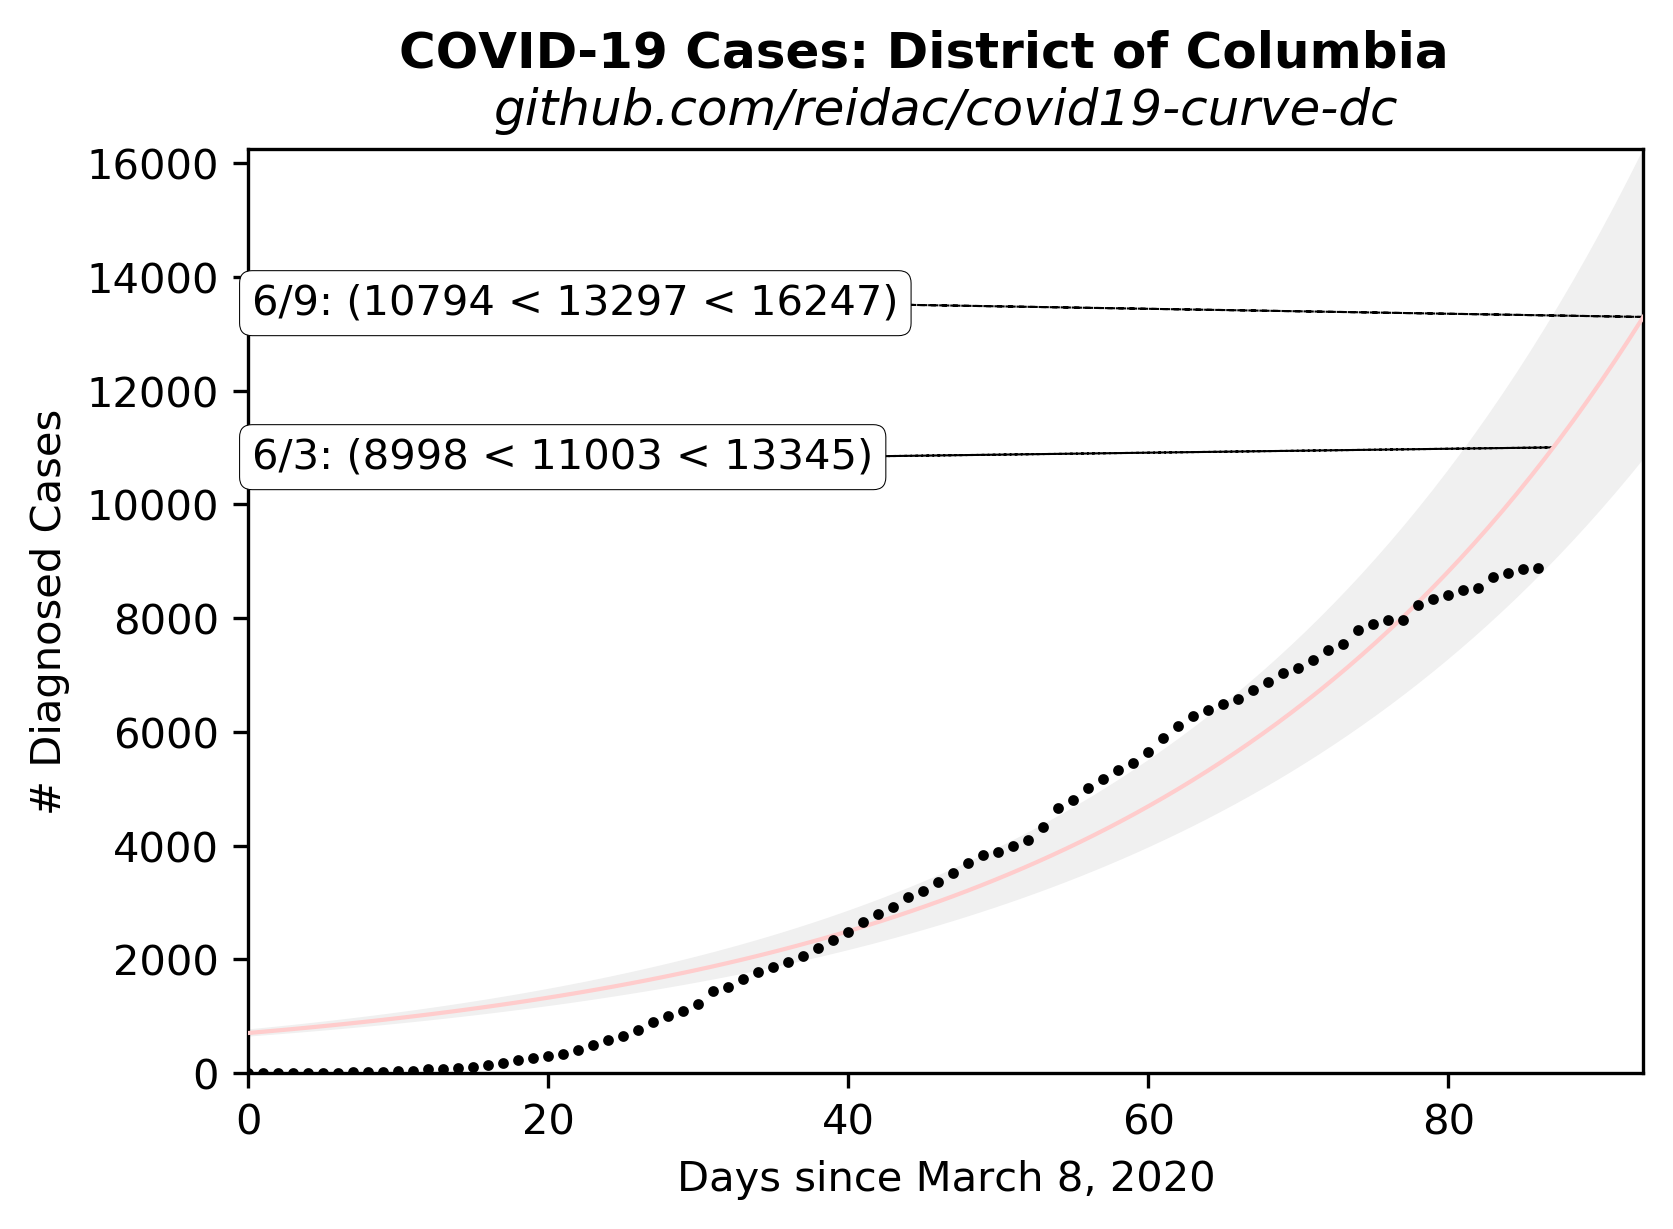 COVID-19 Cases: District of Columbia
github.com/reidac/covid19-curve-dc
16000
14000
12000
10000
8000
6000
4000
2000
0
# Diagnosed Cases
6/9: (10794 < 13297 < 16247)
6/3: (8998 < 11003 < 13345)
0 20 40 60 80
Days since March 8, 2020